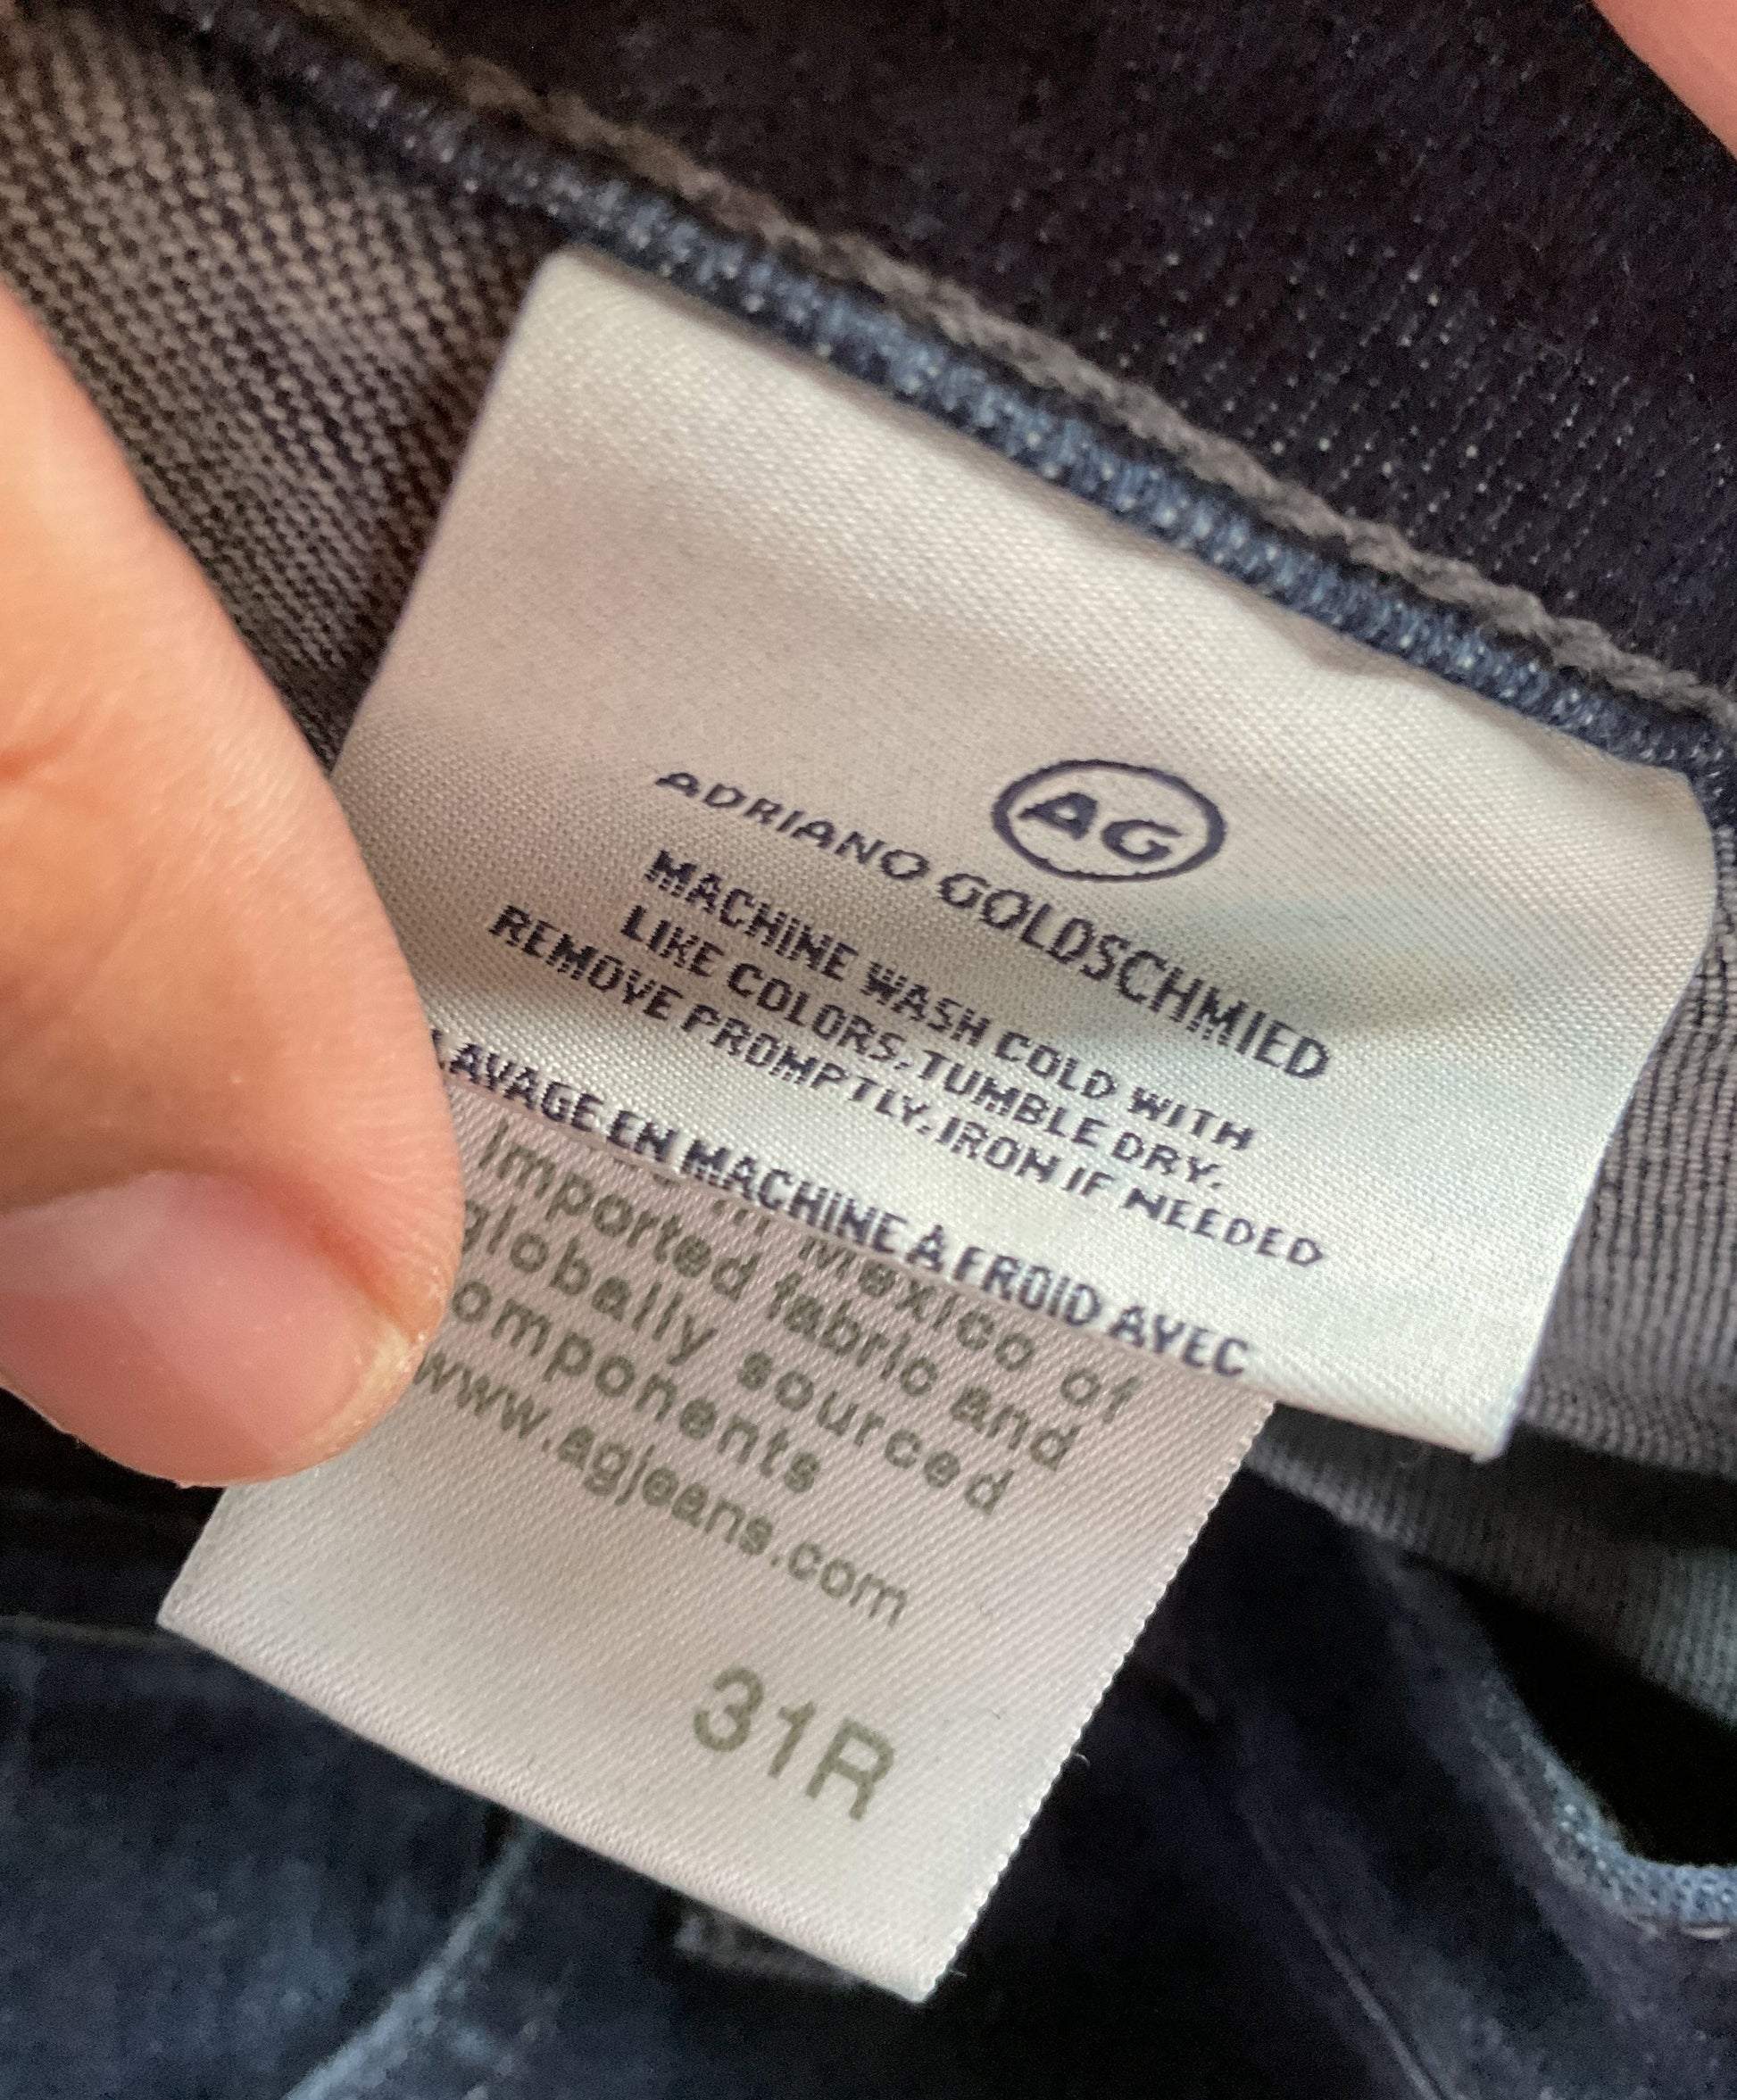 AG
ADRIANO GOLDSCHMIED
MACHINE WASH COLD WITH
LIKE COLORS, TUMBLE DRY.
REMOVE PROMPTLY. IRON IF NEEDED
LAVAGE EN MACHINE À FROID AVEC
Mexico of
Imported fabric and
globally sourced
omponents
www.agjeans.com
31R